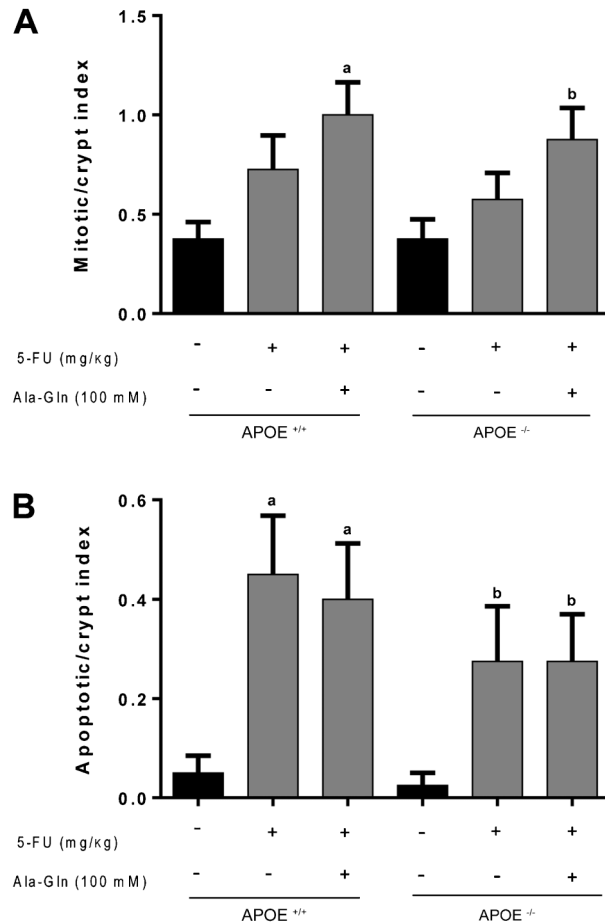 A
Mitotic/crypt index
1.5
1.0
0.5
0.0
a
b
5-FU (mg/кg) - + + - + +
Ala-Gln (100 mM) - - + - - +
APOE +/+ APOE -/-
B
Apoptotic/crypt index
0.6
0.4
0.2
0.0
a a b b
5-FU (mg/кg) - + + - + +
Ala-Gln (100 mM) - - + - - +
APOE +/+ APOE -/-